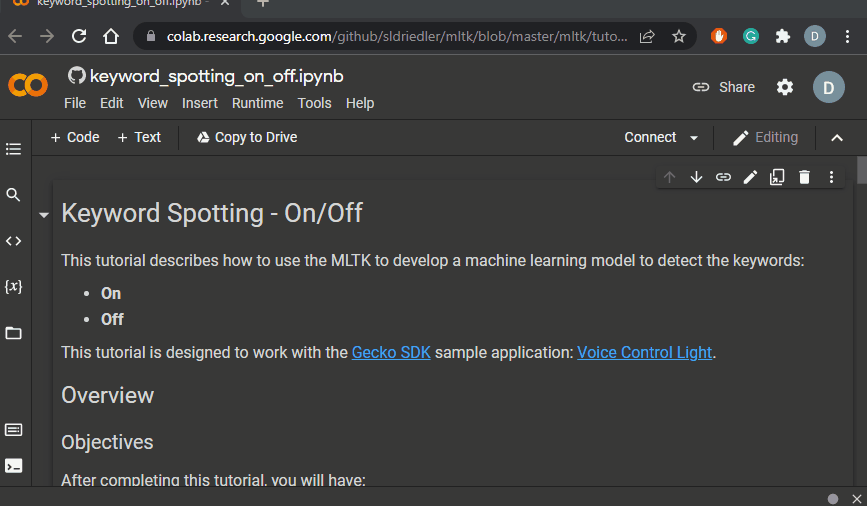 keyword_spotting_on_off.ipynb -
colab.research.google.com/github/sldriedler/mltk/blob/master/mltk/tuto...
D
keyword_spotting_on_off.ipynb
File Edit View Insert Runtime Tools Help
Share
D
+ Code + Text Copy to Drive Connect Editing
Keyword Spotting - On/Off
This tutorial describes how to use the MLTK to develop a machine learning model to detect the keywords:
• On
• Off
This tutorial is designed to work with the Gecko SDK sample application: Voice Control Light.
Overview
Objectives
After completing this tutorial, you will have: